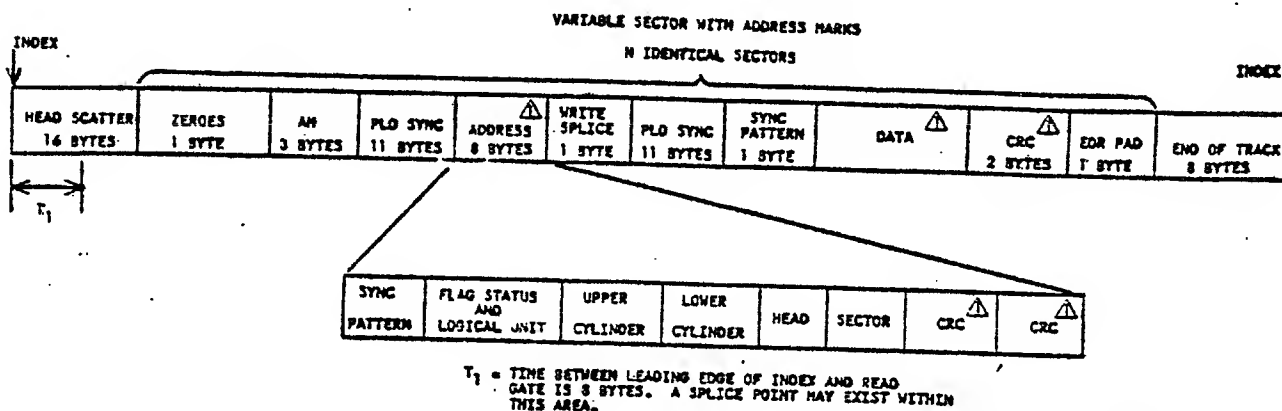 VARIABLE SECTOR WITH ADDRESS MARKS
N IDENTICAL SECTORS
INDEX
INDEX
HEAD SCATTER
16 BYTES
ZEROES
1 BYTE
AM
3 BYTES
PLO SYNC
11 BYTES
ADDRESS
8 BYTES
WRITE
SPLICE
1 BYTE
PLO SYNC
11 BYTES
SYNC
PATTERN
1 BYTE
DATA
CRC
2 BYTES
EOR PAD
1 BYTE
END OF TRACK
8 BYTES
T1
SYNC
PATTERN
FLAG STATUS
AND
LOGICAL UNIT
UPPER
CYLINDER
LOWER
CYLINDER
HEAD
SECTOR
CRC
CRC
T1 = TIME BETWEEN LEADING EDGE OF INDEX AND READ
GATE IS 8 BYTES. A SPLICE POINT MAY EXIST WITHIN
THIS AREA.